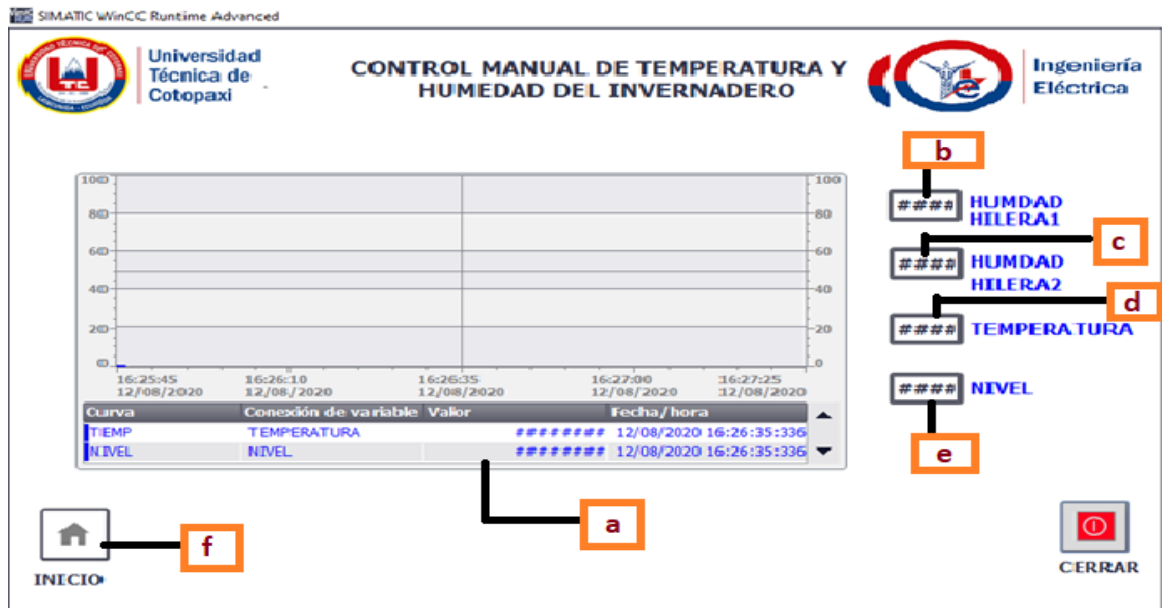 SIMATIC WinCC Runtime Advanced
Universidad
Técnica de
Cotopaxi
CONTROL MANUAL DE TEMPERATURA Y
HUMEDAD DEL INVERNADERO
Ingeniería
Eléctrica
b
100 100
80 80
60 60
40 40
20 20
0 0
16:25:45 16:26:10 16:26:35 16:27:00 16:27:25
12/08/2020 12/08/2020 12/08/2020 12/08/2020 12/08/2020
Curva Conexión de variable Valor Fecha/hora
TEMP TEMPERATURA ######## 12/08/2020 16:26:35:336
NIVEL NIVEL ######## 12/08/2020 16:26:35:336
#### HUMDAD
HILERA1
c
#### HUMDAD
HILERA2
d
#### TEMPERATURA
#### NIVEL
e
a
f
INICIO
CERRAR